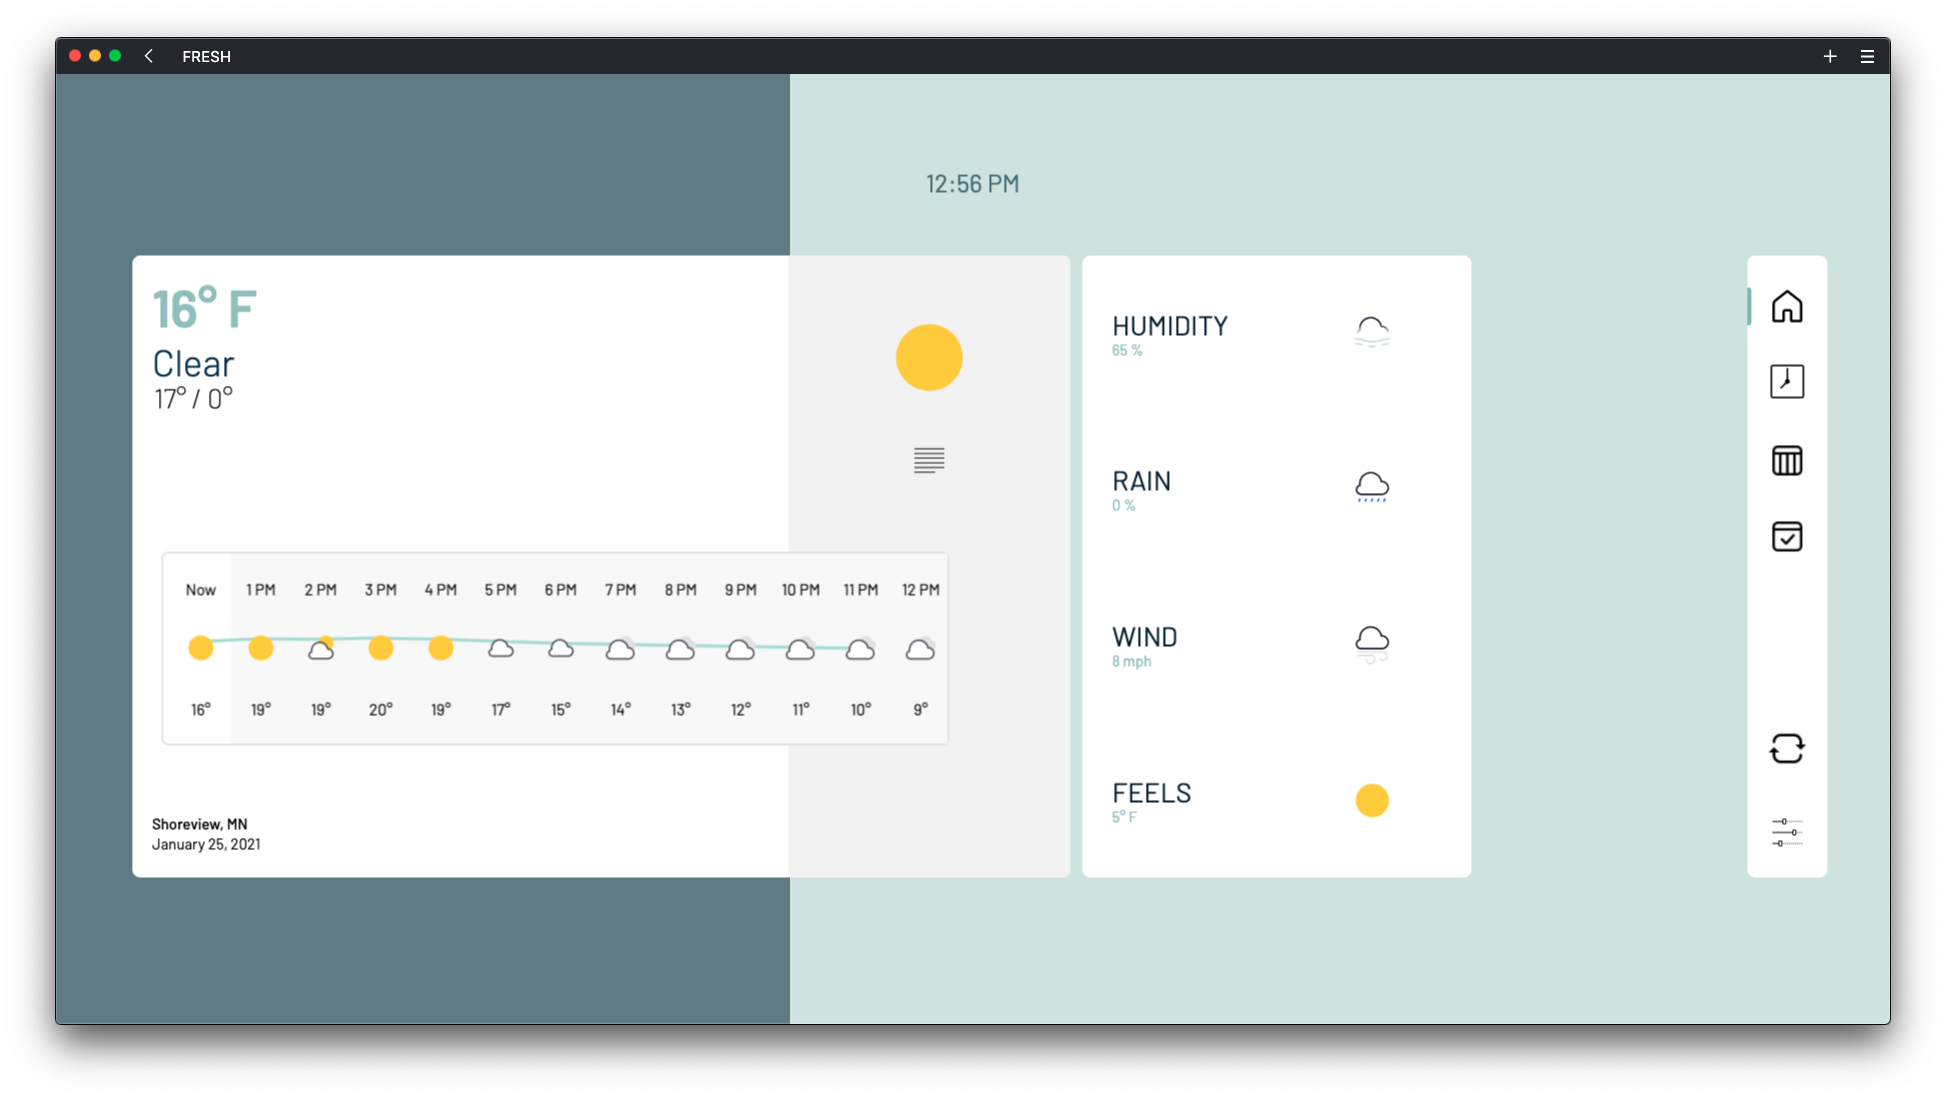 FRESH
12:56 PM
16° F
Clear
17° / 0°
Now 1 PM 2 PM 3 PM 4 PM 5 PM 6 PM 7 PM 8 PM 9 PM 10 PM 11 PM 12 PM
16° 19° 19° 20° 19° 17° 15° 14° 13° 12° 11° 10° 9°
Shoreview, MN
January 25, 2021
HUMIDITY
65 %
RAIN
0 %
WIND
8 mph
FEELS
5° F